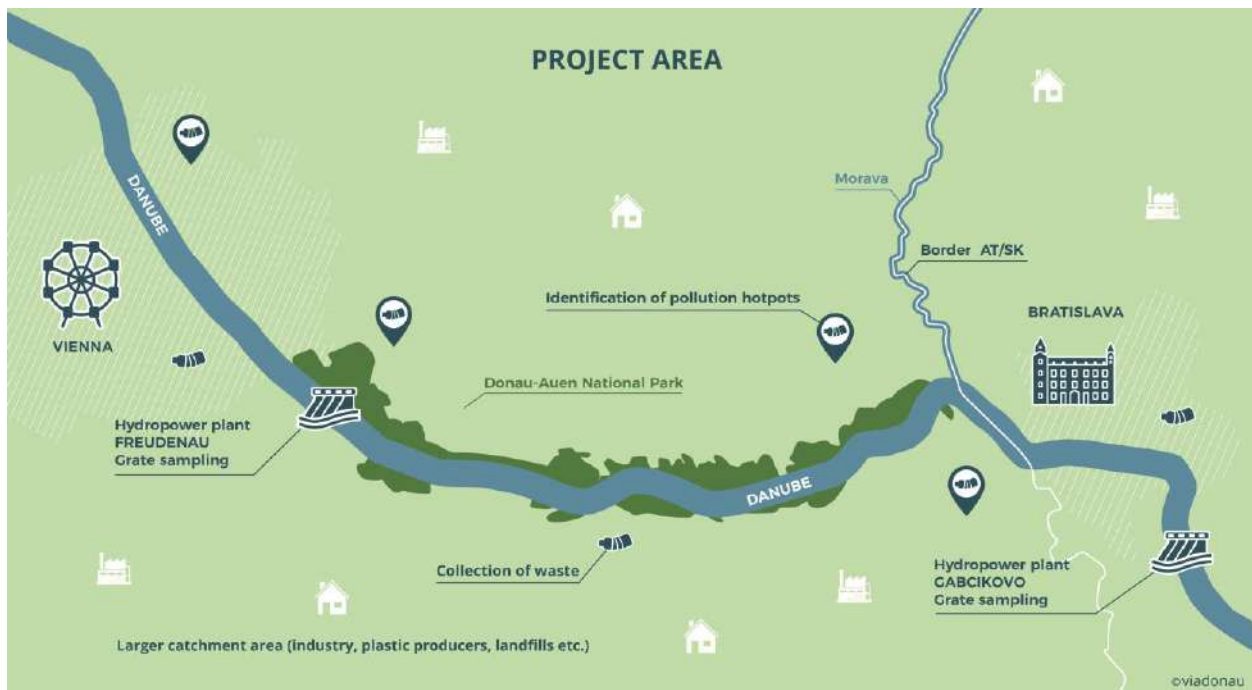 PROJECT AREA
DANUBE
Morava
Border AT/SK
Identification of pollution hotpots
BRATISLAVA
VIENNA
Donau-Auen National Park
Hydropower plant
FREUDENAU
Grate sampling
DANUBE
Collection of waste
Hydropower plant
GABCIKOVO
Grate sampling
Larger catchment area (industry, plastic producers, landfills etc.)
©viadonau